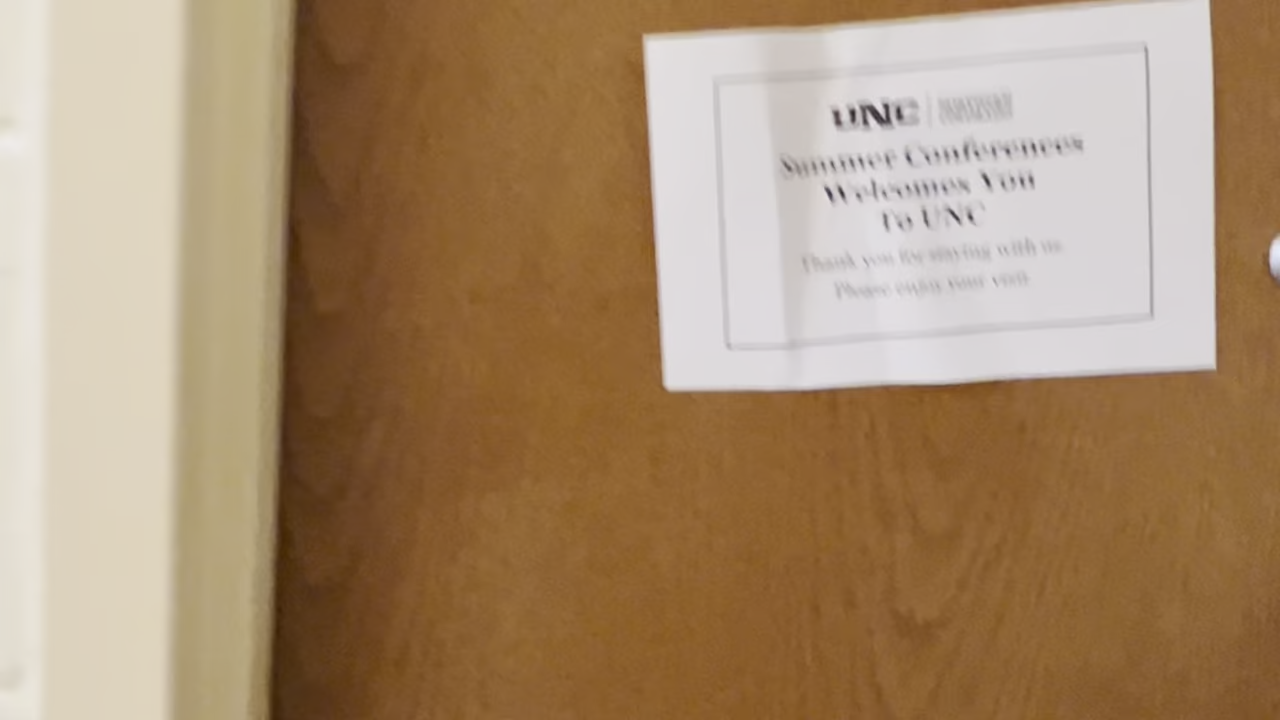 UNC
Summer Conferences
Welcomes You
To UNC
Thank you for staying with us
Please enjoy your visit